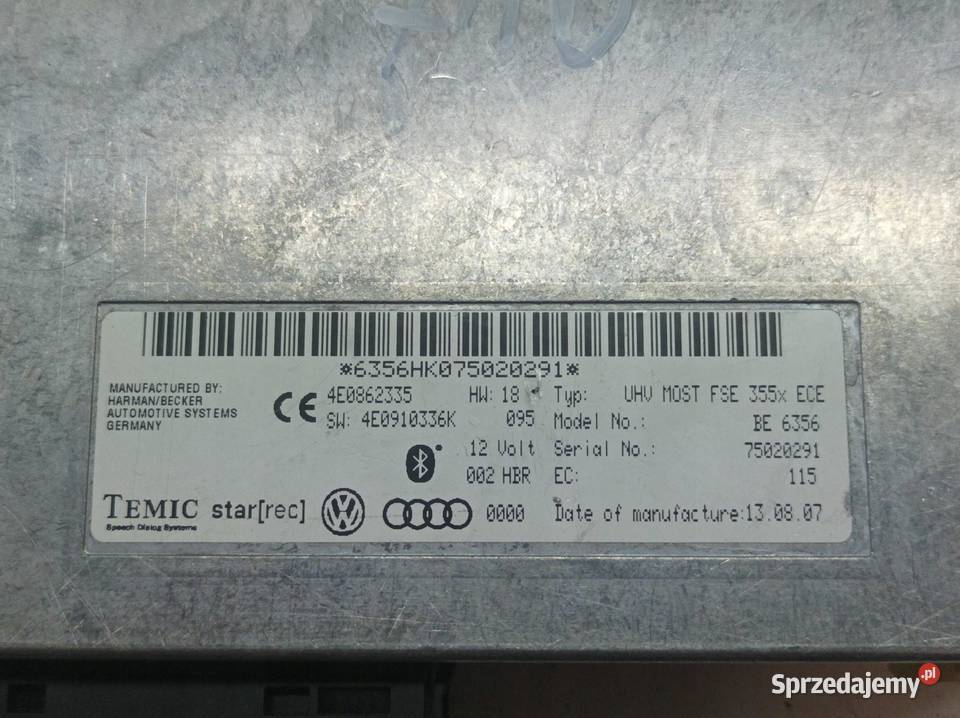 *6356HK075020291*
MANUFACTURED BY:
HARMAN/BECKER
AUTOMOTIVE SYSTEMS
GERMANY
CE
4E0862335 HW: 18 Typ: UHV MOST FSE 355x ECE
SW: 4E0910336K 095 Model No.: BE 6356
12 Volt Serial No.: 75020291
002 HBR EC: 115
TEMIC star[rec] 0000 Date of manufacture:13.08.07
Speech Dialog Systems
Sprzedajemy.pl